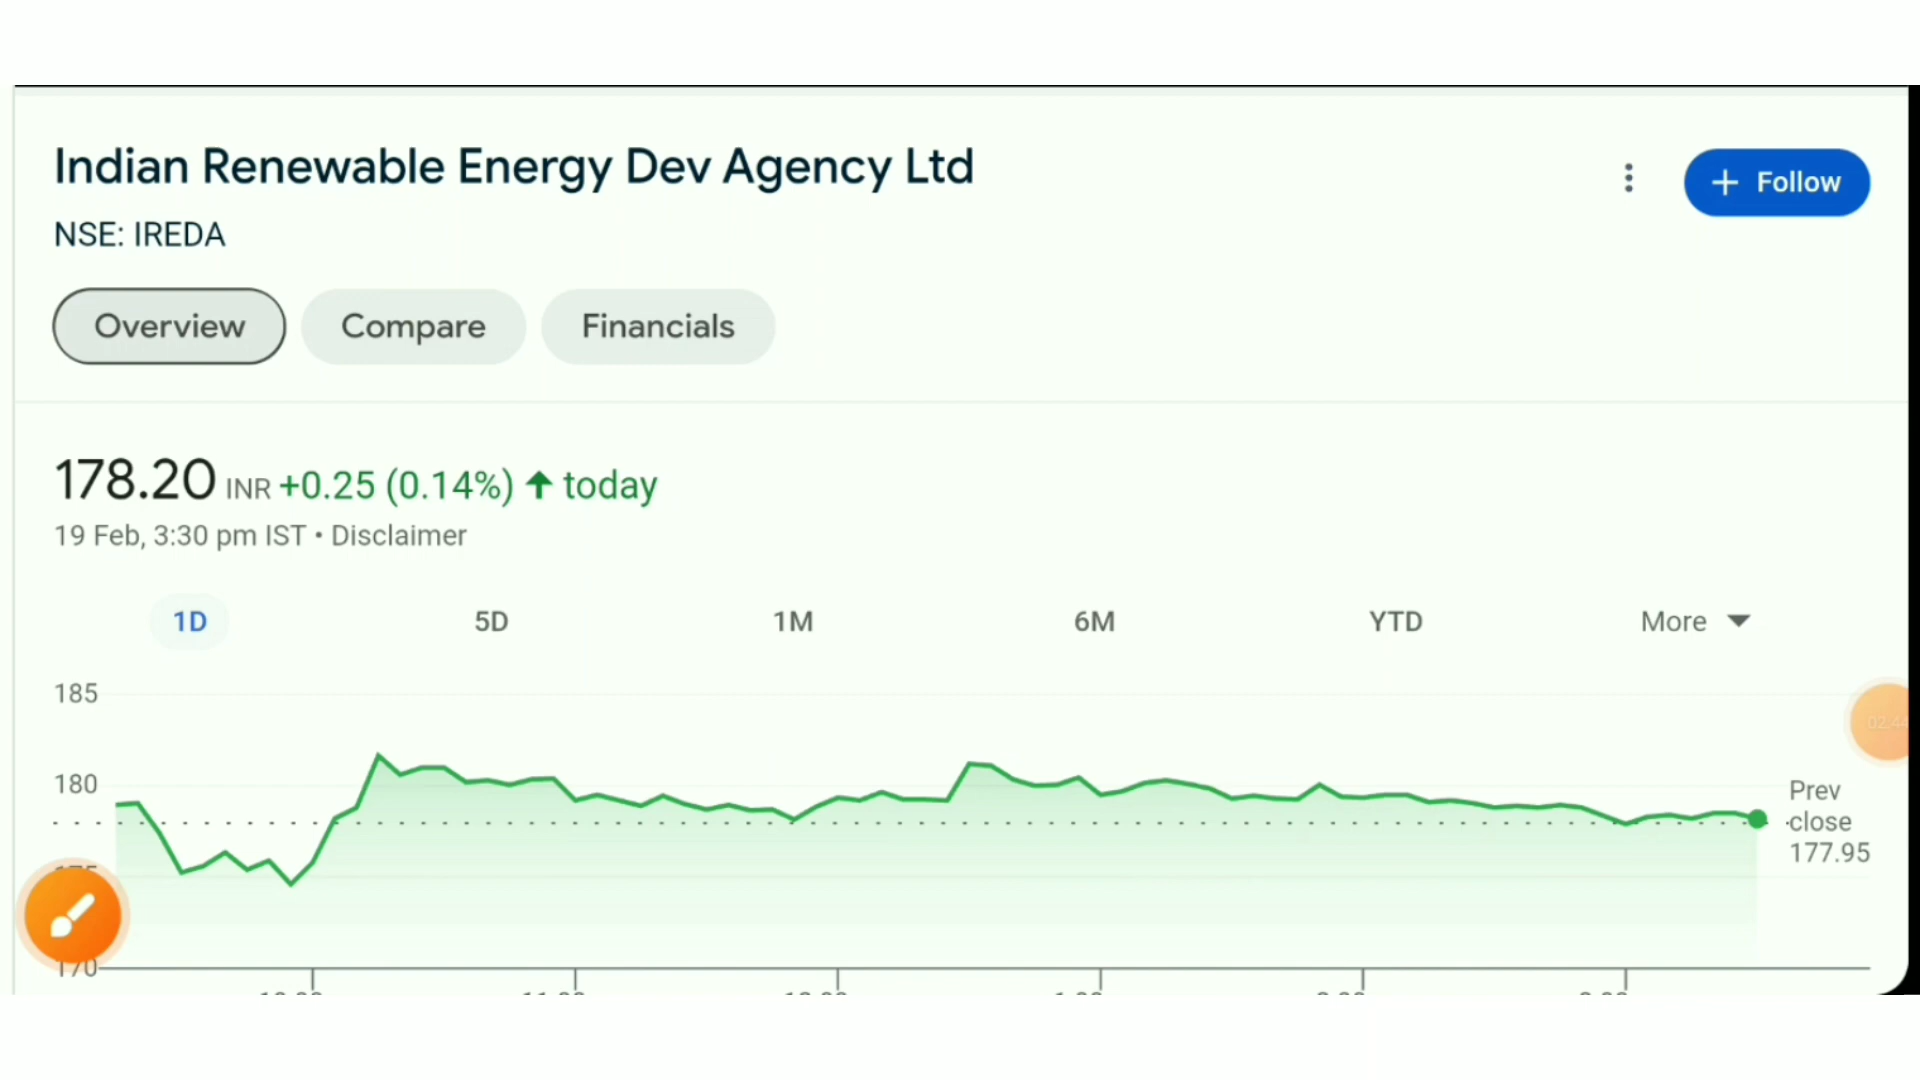 Indian Renewable Energy Dev Agency Ltd
+ Follow
NSE: IREDA
Overview
Compare
Financials
178.20 INR +0.25 (0.14%) ↑ today
19 Feb, 3:30 pm IST • Disclaimer
1D
5D
1M
6M
YTD
More
185
180
Prev
close
177.95
170